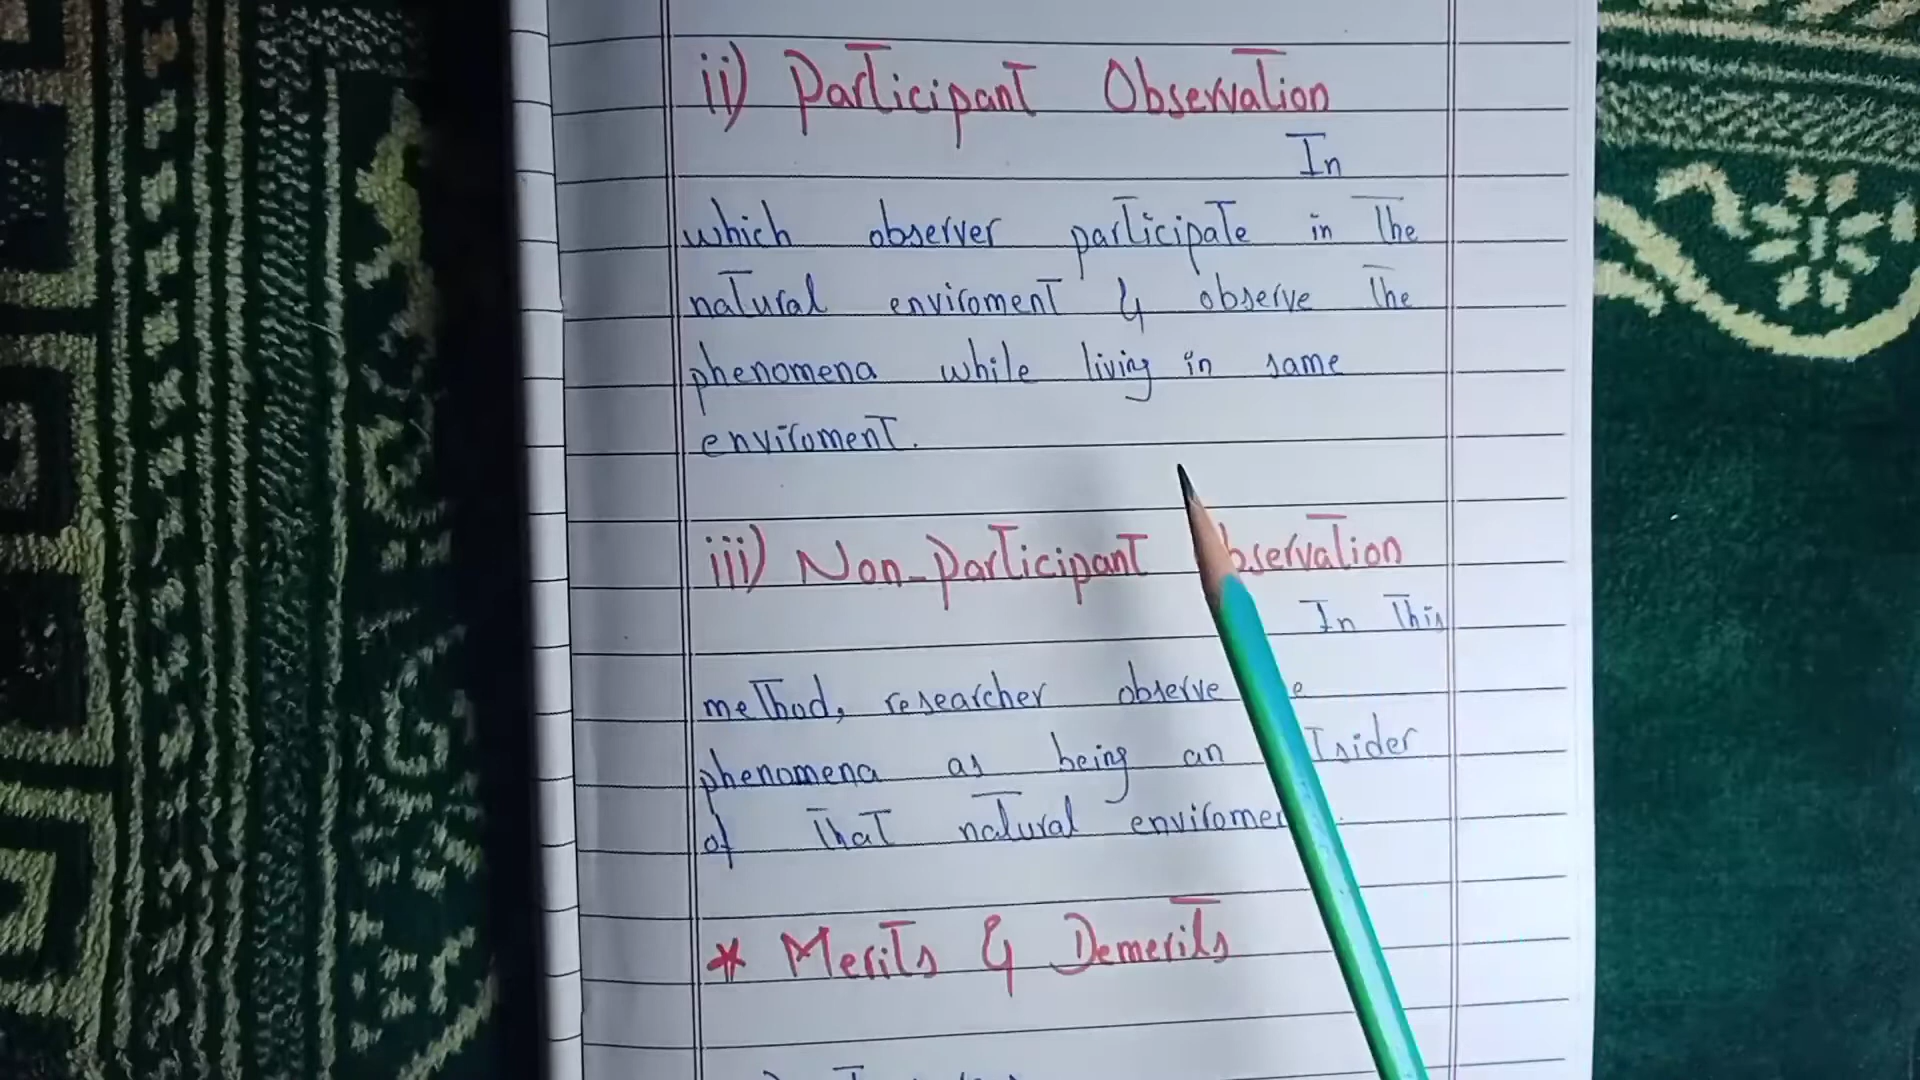 ii) Participant Observation
In
which observer participate in the
natural enviroment & observe the
phenomena while living in same
enviroment.
iii) Non-Participant Observation
In This
method, researcher observe
phenomena as being an
of that natural enviroment.
* Merits & Demerits